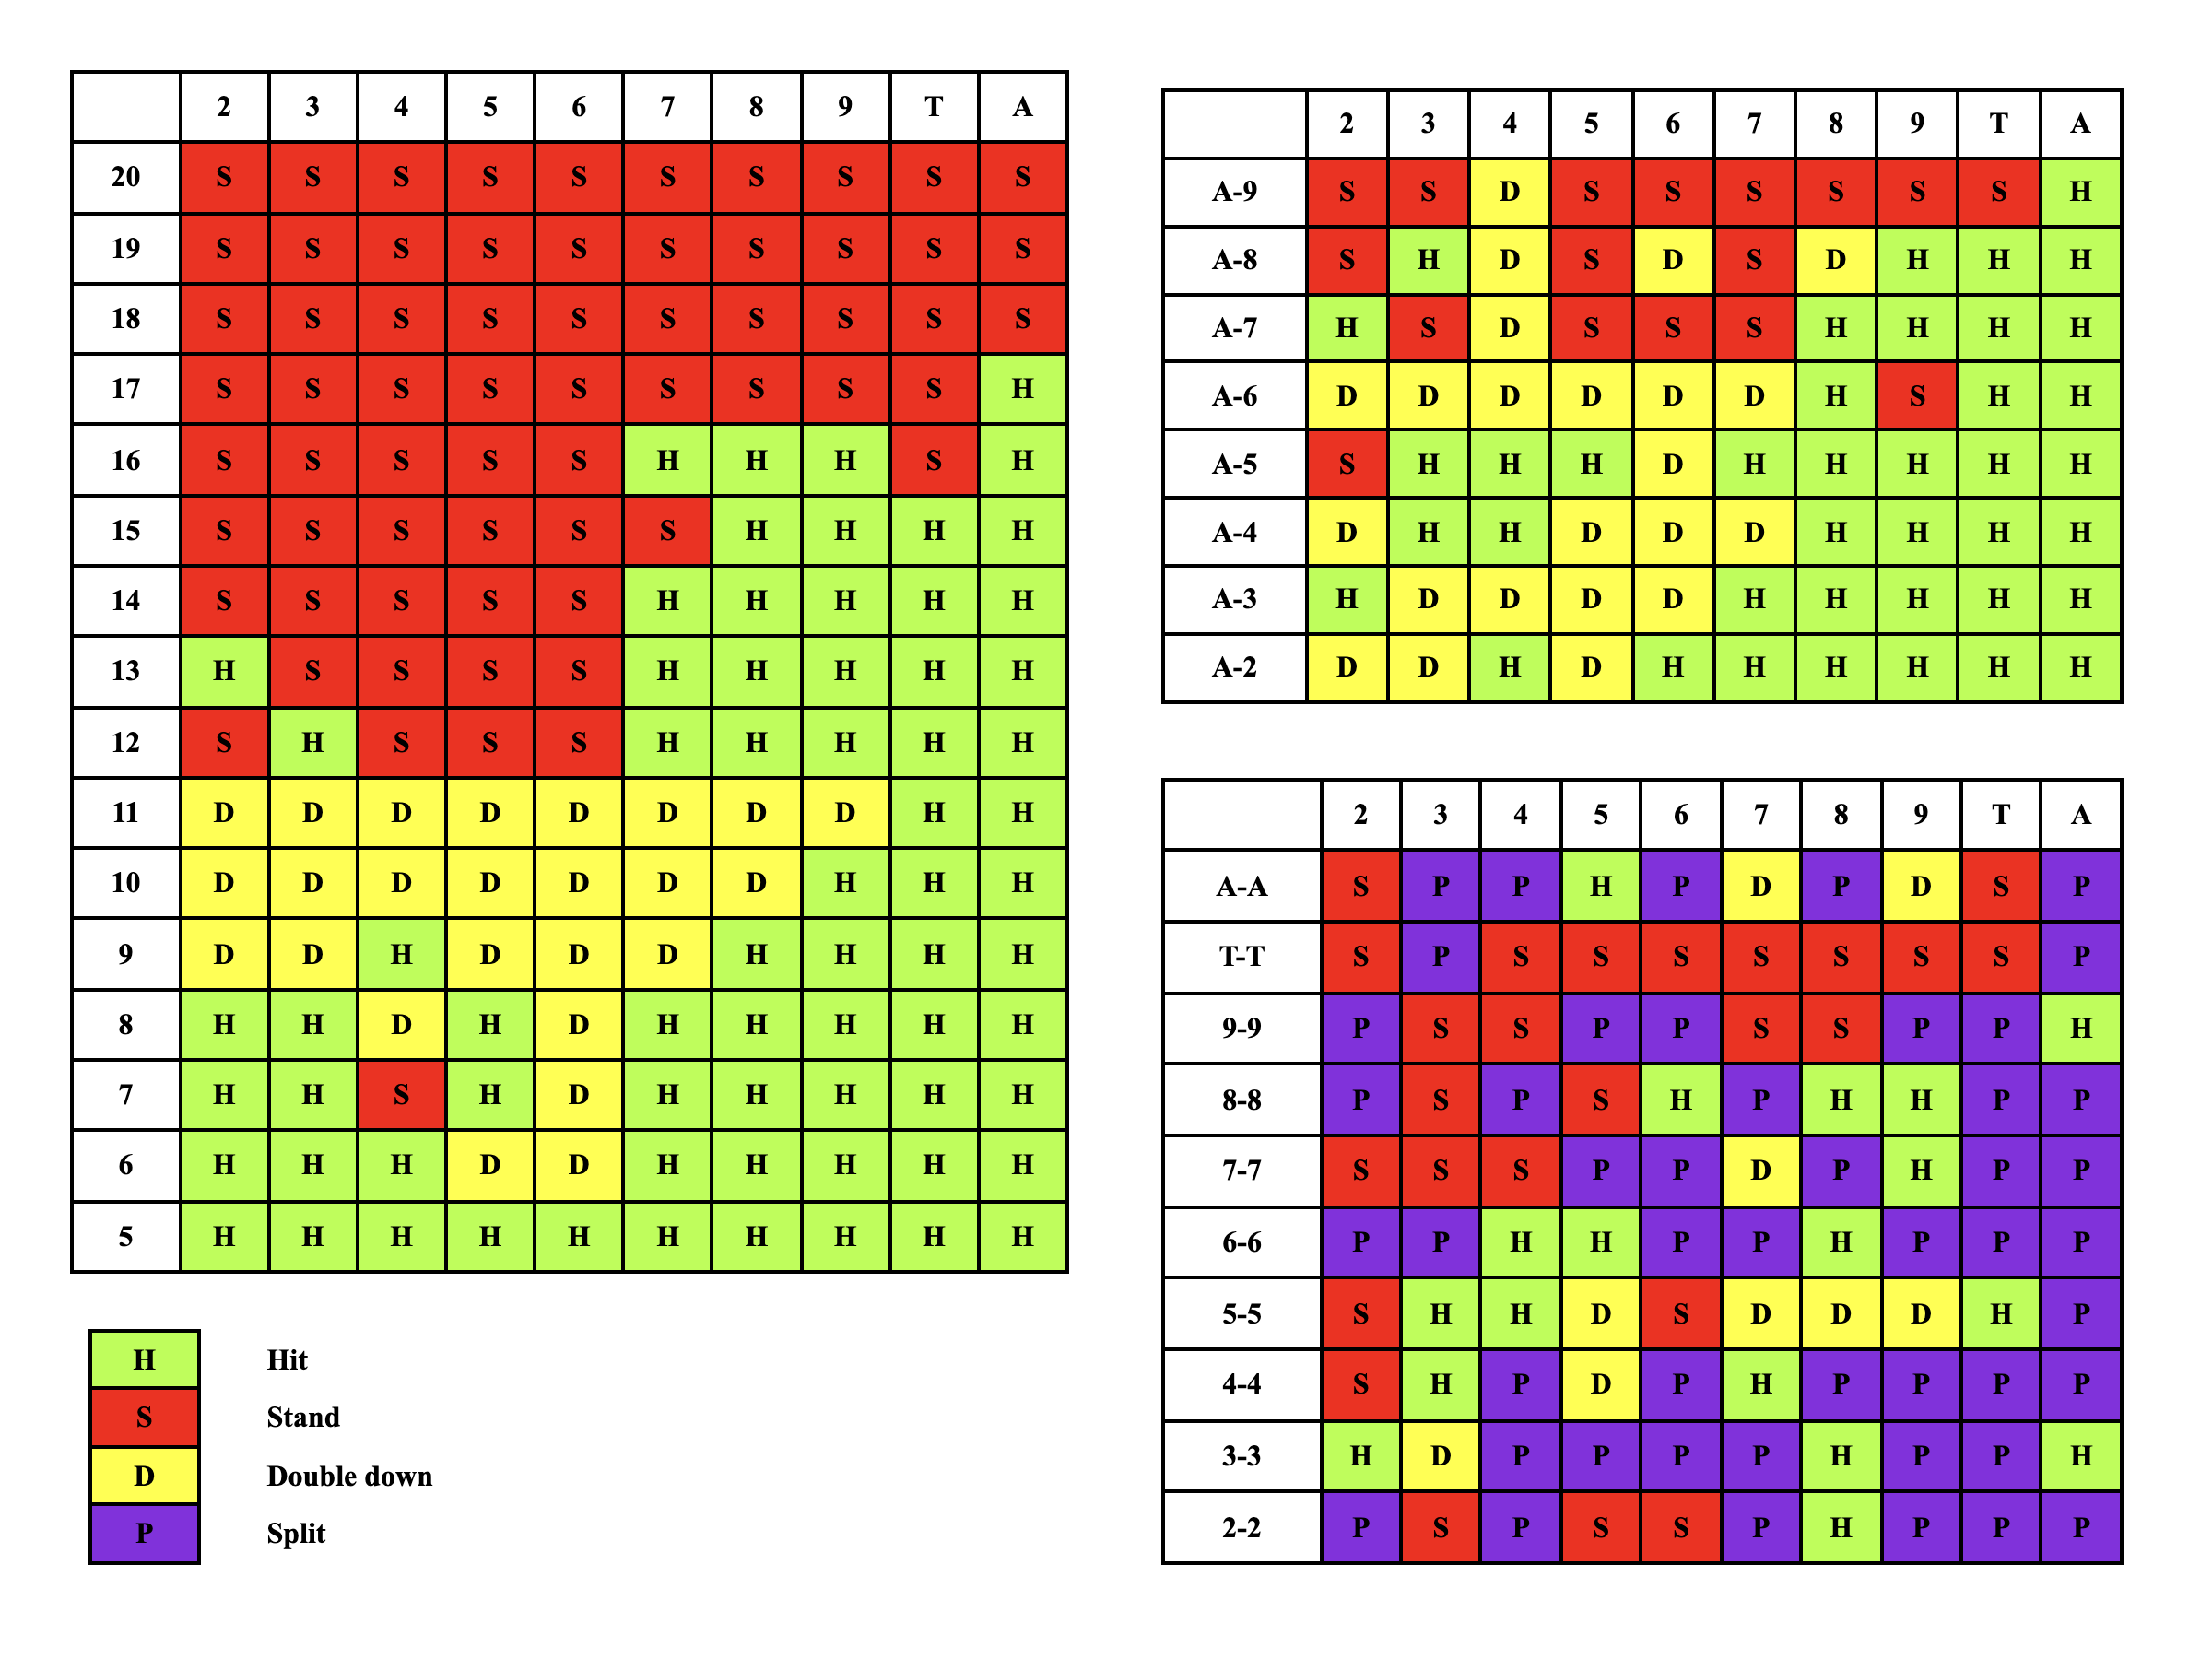 2 3 4 5 6 7 8 9 T A
20 S S S S S S S S S S
19 S S S S S S S S S S
18 S S S S S S S S S S
17 S S S S S S S S S H
16 S S S S S H H H S H
15 S S S S S S H H H H
14 S S S S S H H H H H
13 H S S S S H H H H H
12 S H S S S H H H H H
11 D D D D D D D D H H
10 D D D D D D D H H H
9 D D H D D D H H H H
8 H H D H D H H H H H
7 H H S H D H H H H H
6 H H H D D H H H H H
5 H H H H H H H H H H
H Hit
S Stand
D Double down
P Split
2 3 4 5 6 7 8 9 T A
A-9 S S D S S S S S S H
A-8 S H D S D S D H H H
A-7 H S D S S S H H H H
A-6 D D D D D D H S H H
A-5 S H H H D H H H H H
A-4 D H H D D D H H H H
A-3 H D D D D H H H H H
A-2 D D H D H H H H H H
2 3 4 5 6 7 8 9 T A
A-A S P P H P D P D S P
T-T S P S S S S S S S P
9-9 P S S P P S S P P H
8-8 P S P S H P H H P P
7-7 S S S P P D P H P P
6-6 P P H H P P H P P P
5-5 S H H D S D D D H P
4-4 S H P D P H P P P P
3-3 H D P P P P H P P H
2-2 P S P S S P H P P P